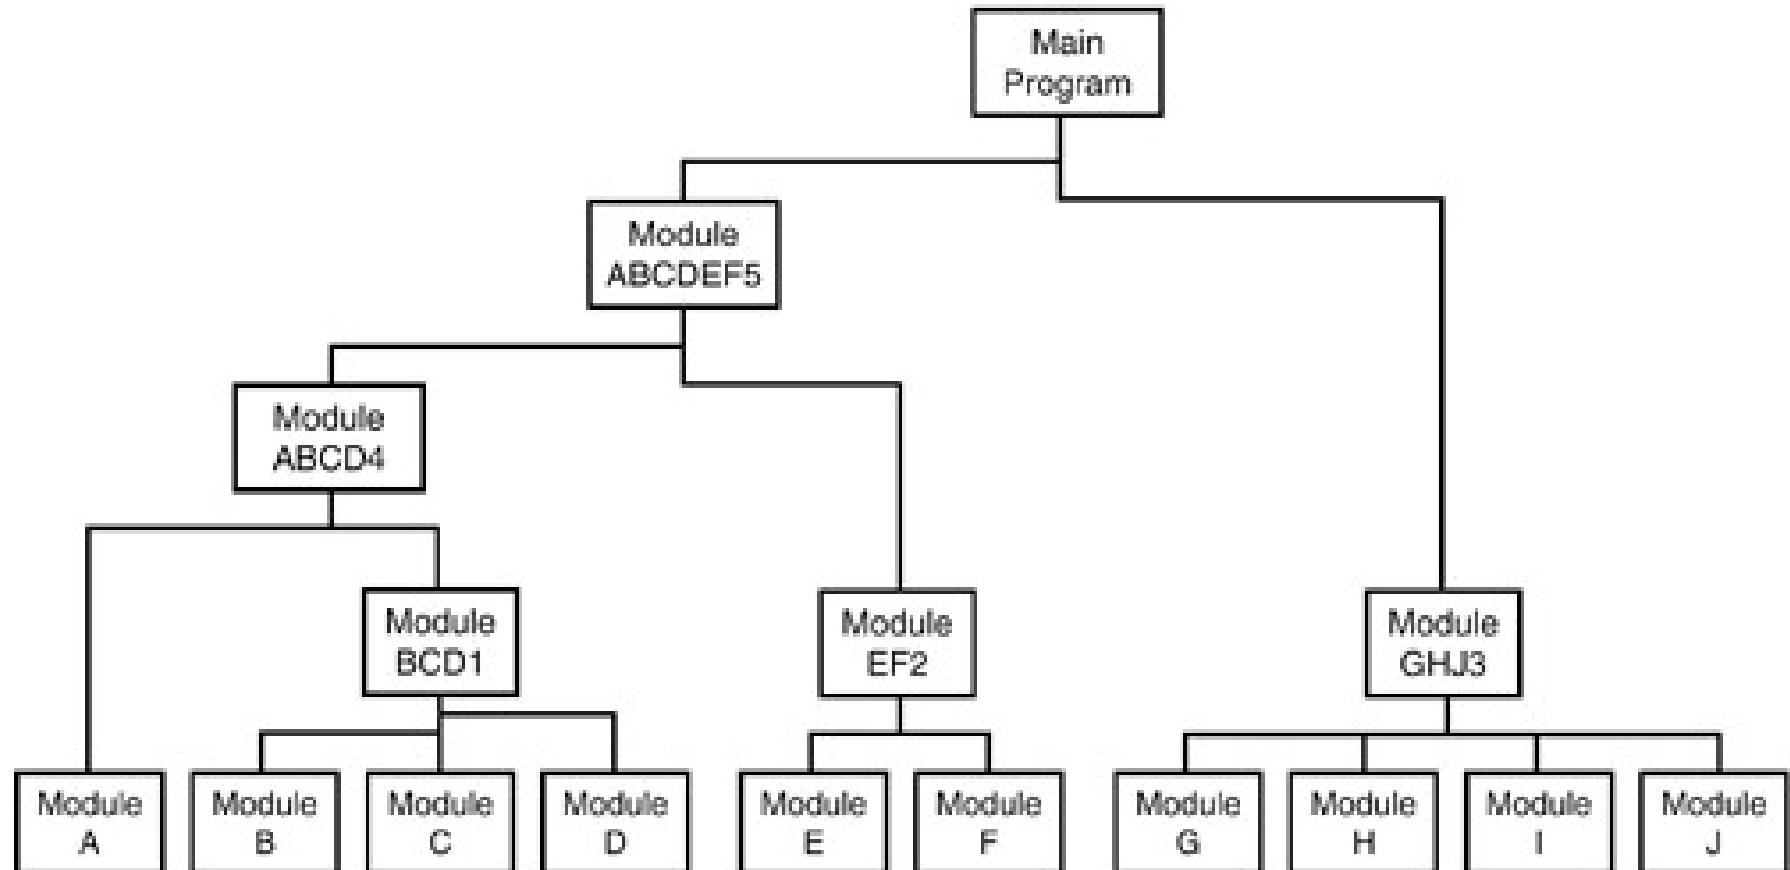 Main
Program
Module
ABCDEF5
Module
ABCD4
Module
BCD1
Module
EF2
Module
GHJ3
Module
A
Module
B
Module
C
Module
D
Module
E
Module
F
Module
G
Module
H
Module
I
Module
J